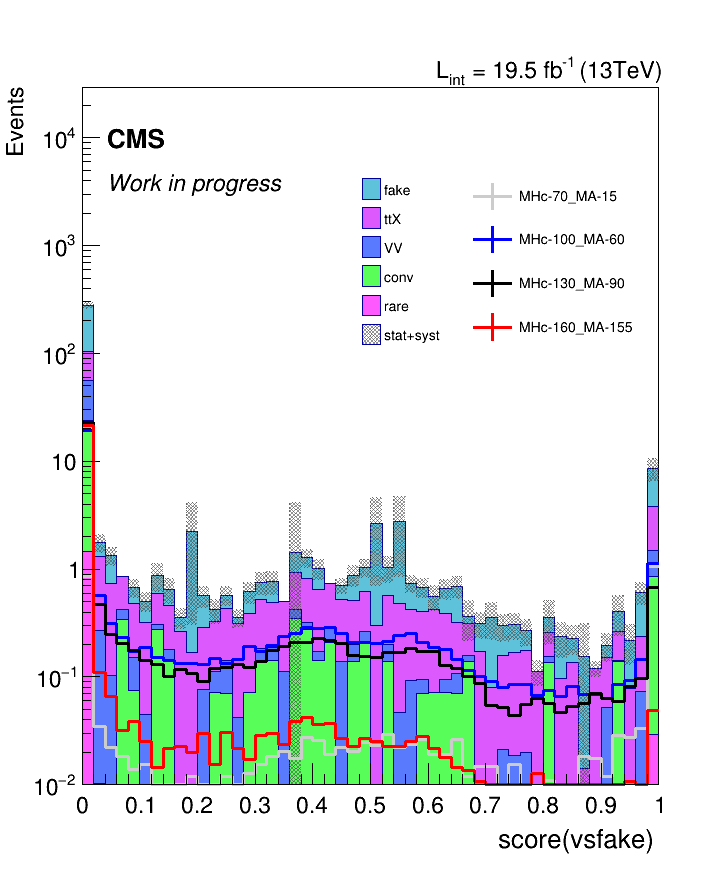 L_int = 19.5 fb^-1 (13TeV)
Events
CMS
Work in progress
fake
ttX
VV
conv
rare
stat+syst
MHc-70_MA-15
MHc-100_MA-60
MHc-130_MA-90
MHc-160_MA-155
10^4
10^3
10^2
10
1
10^-1
10^-2
0 0.1 0.2 0.3 0.4 0.5 0.6 0.7 0.8 0.9 1
score(vsfake)